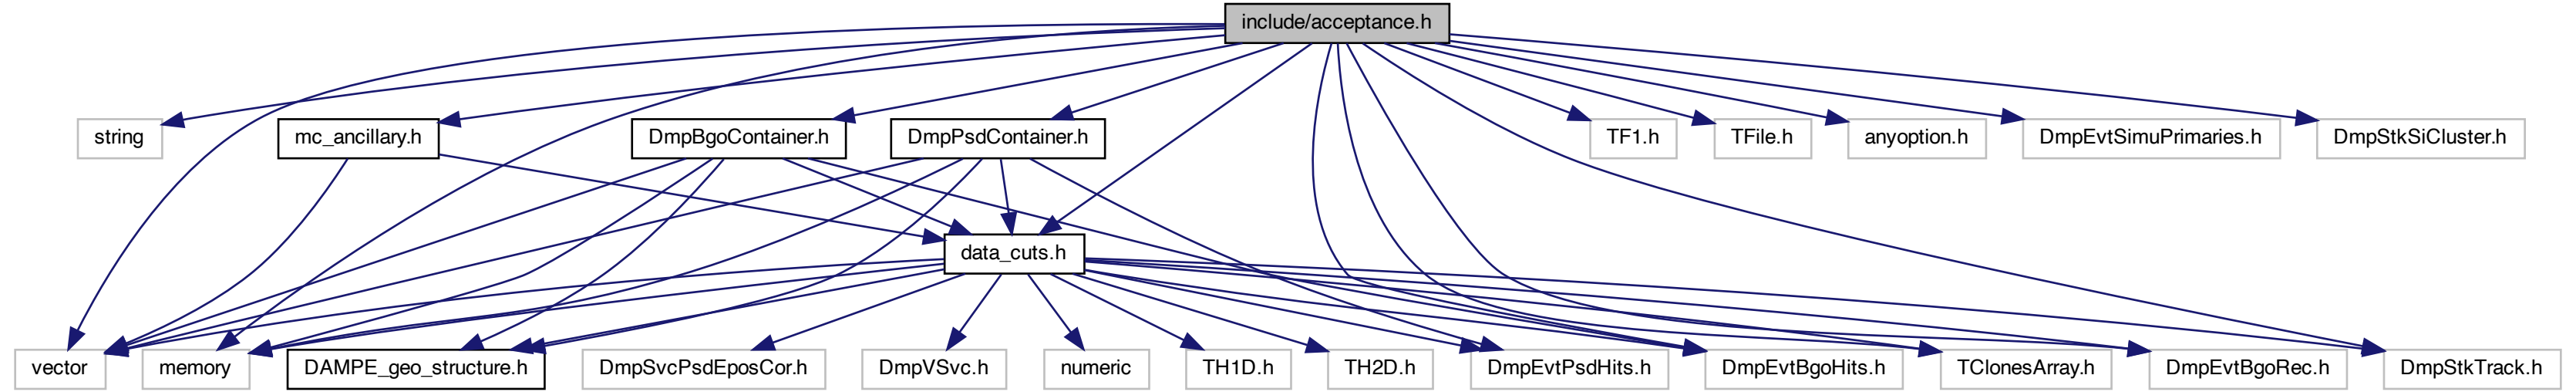 include/acceptance.h
string
mc_ancillary.h
DmpBgoContainer.h
DmpPsdContainer.h
TF1.h
TFile.h
anyoption.h
DmpEvtSimuPrimaries.h
DmpStkSiCluster.h
data_cuts.h
vector
memory
DAMPE_geo_structure.h
DmpSvcPsdEposCor.h
DmpVSvc.h
numeric
TH1D.h
TH2D.h
DmpEvtPsdHits.h
DmpEvtBgoHits.h
TClonesArray.h
DmpEvtBgoRec.h
DmpStkTrack.h